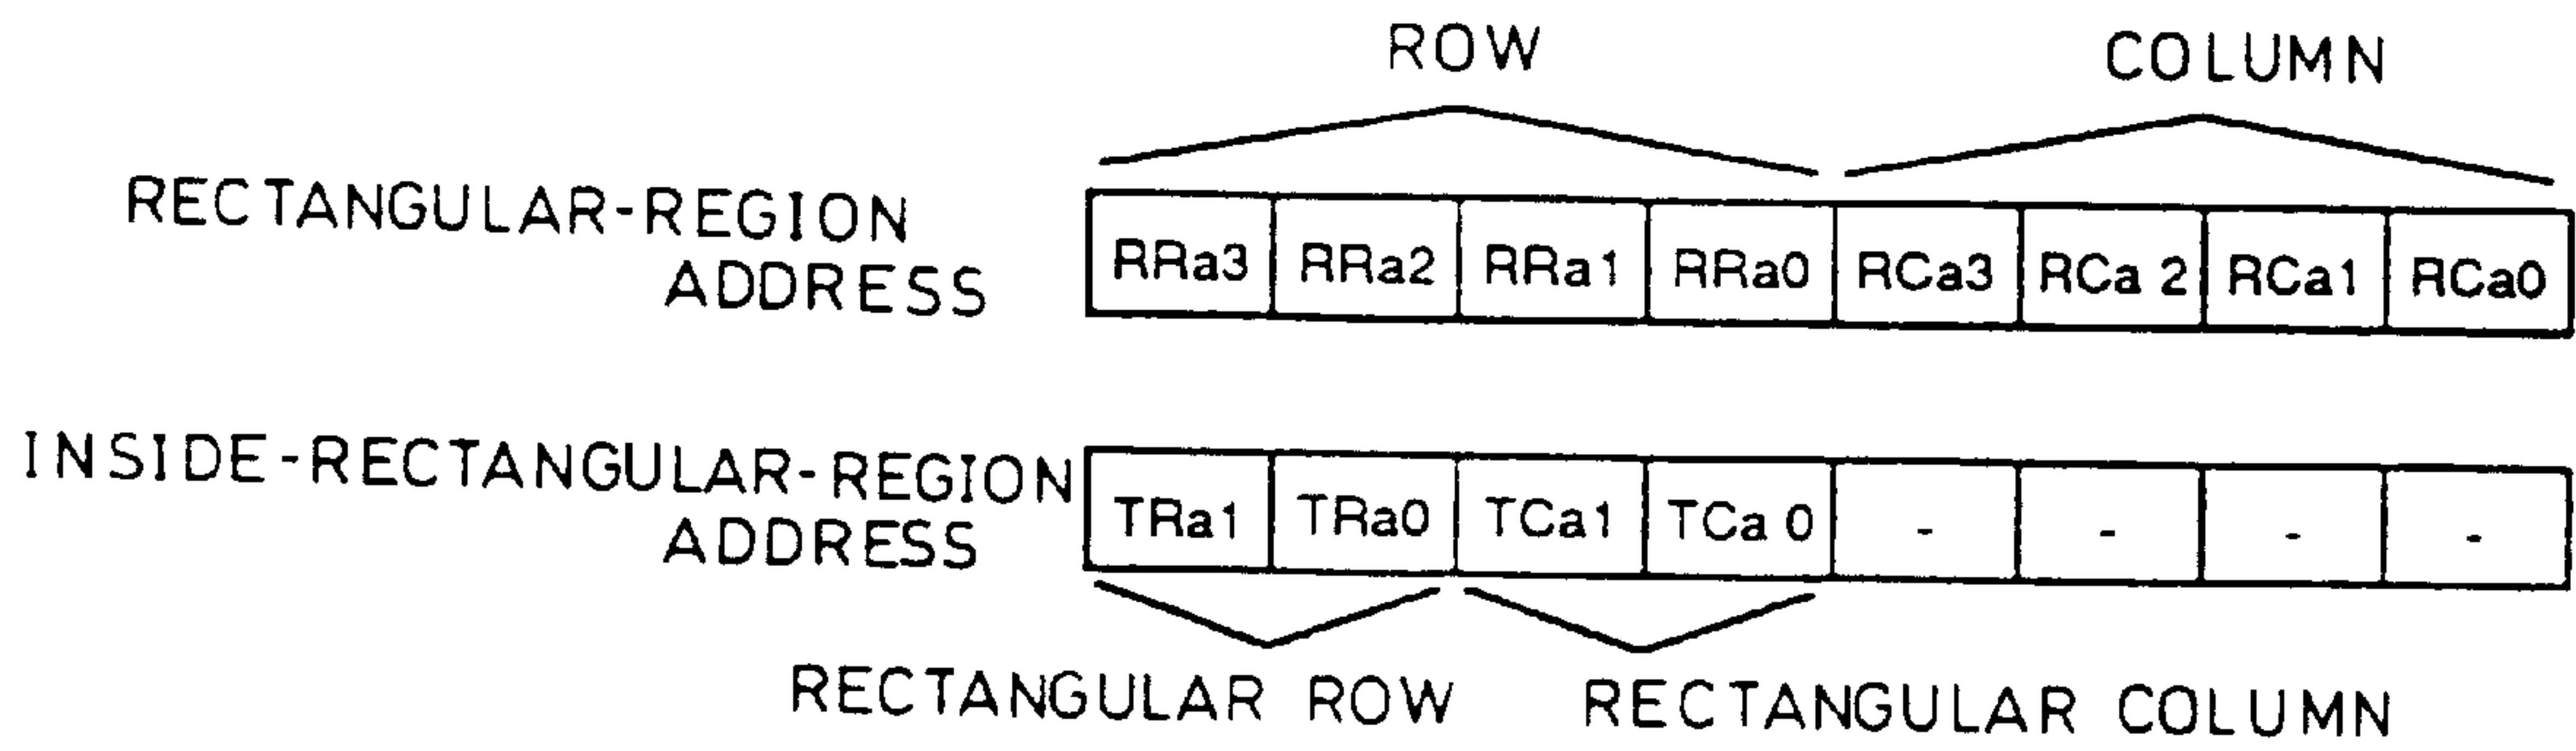 ROW COLUMN
RECTANGULAR-REGION
ADDRESS
RRa3 RRa2 RRa1 RRa0 RCa3 RCa 2 RCa1 RCa0
INSIDE-RECTANGULAR-REGION
ADDRESS
TRa1 TRa0 TCa1 TCa 0 - - - -
RECTANGULAR ROW RECTANGULAR COLUMN